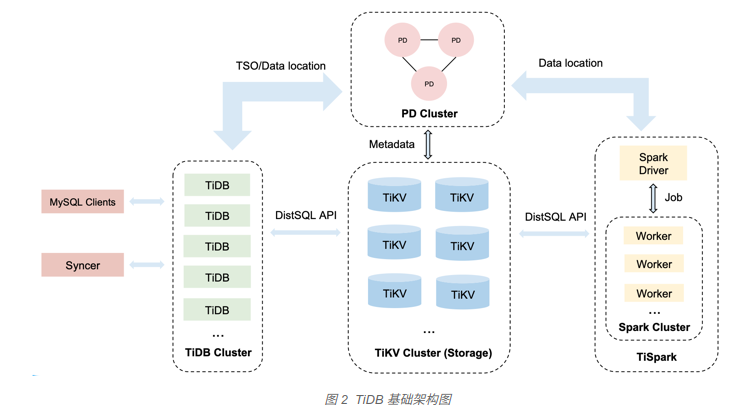 PD
PD
PD
PD Cluster
TSO/Data location
Data location
Metadata
MySQL Clients
Syncer
TiDB
TiDB
TiDB
TiDB
TiDB
...
TiDB Cluster
DistSQL API
TiKV
TiKV
TiKV
TiKV
TiKV
TiKV
...
TiKV Cluster (Storage)
DistSQL API
Spark
Driver
Job
Worker
Worker
Worker
...
Spark Cluster
TiSpark
图 2 TiDB 基础架构图